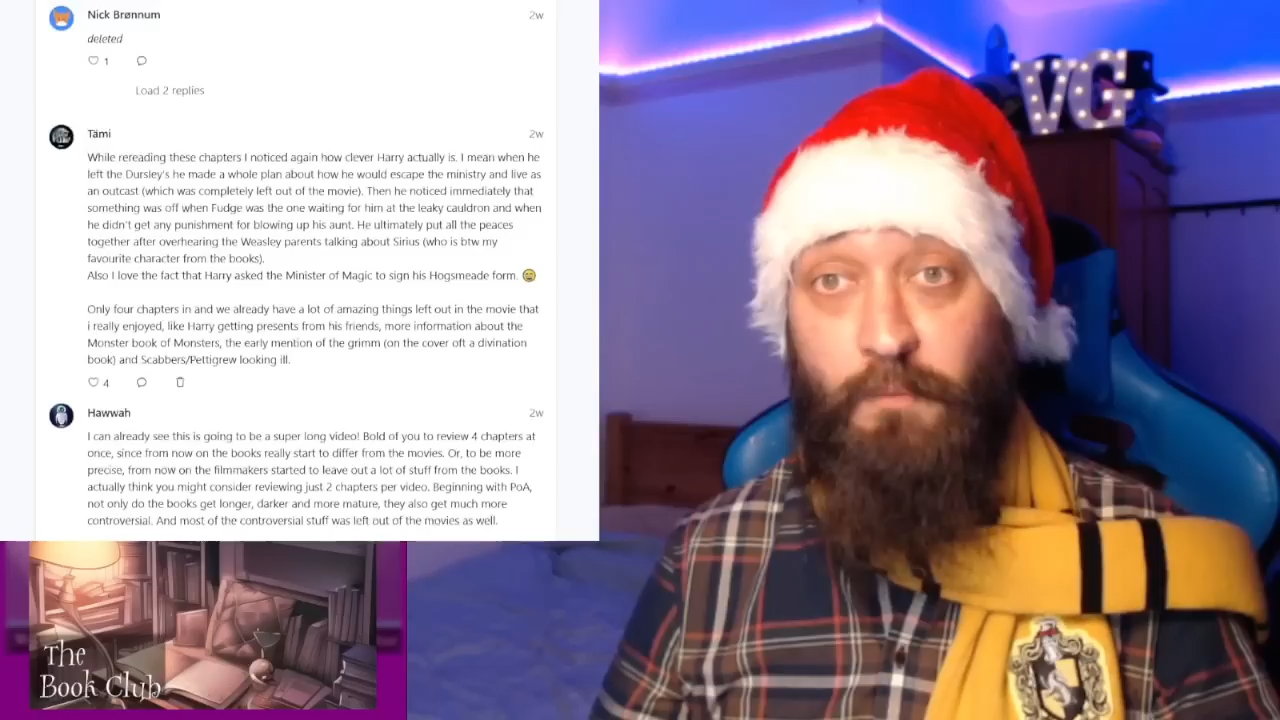 Nick Brønnum
2w
deleted
1
Load 2 replies
Tämi
2w
While rereading these chapters I noticed again how clever Harry actually is. I mean when he
left the Dursley's he made a whole plan about how he would escape the ministry and live as
an outcast (which was completely left out of the movie). Then he noticed immediately that
something was off when Fudge was the one waiting for him at the leaky cauldron and when
he didn't get any punishment for blowing up his aunt. He ultimately put all the peaces
together after overhearing the Weasley parents talking about Sirius (who is btw my
favourite character from the books).
Also I love the fact that Harry asked the Minister of Magic to sign his Hogsmeade form.
Only four chapters in and we already have a lot of amazing things left out in the movie that
i really enjoyed, like Harry getting presents from his friends, more information about the
Monster book of Monsters, the early mention of the grimm (on the cover oft a divination
book) and Scabbers/Pettigrew looking ill.
4
Hawwah
2w
I can already see this is going to be a super long video! Bold of you to review 4 chapters at
once, since from now on the books really start to differ from the movies. Or, to be more
precise, from now on the filmmakers started to leave out a lot of stuff from the books. I
actually think you might consider reviewing just 2 chapters per video. Beginning with PoA,
not only do the books get longer, darker and more mature, they also get much more
controversial. And most of the controversial stuff was left out of the movies as well.
The
Book Club
VG